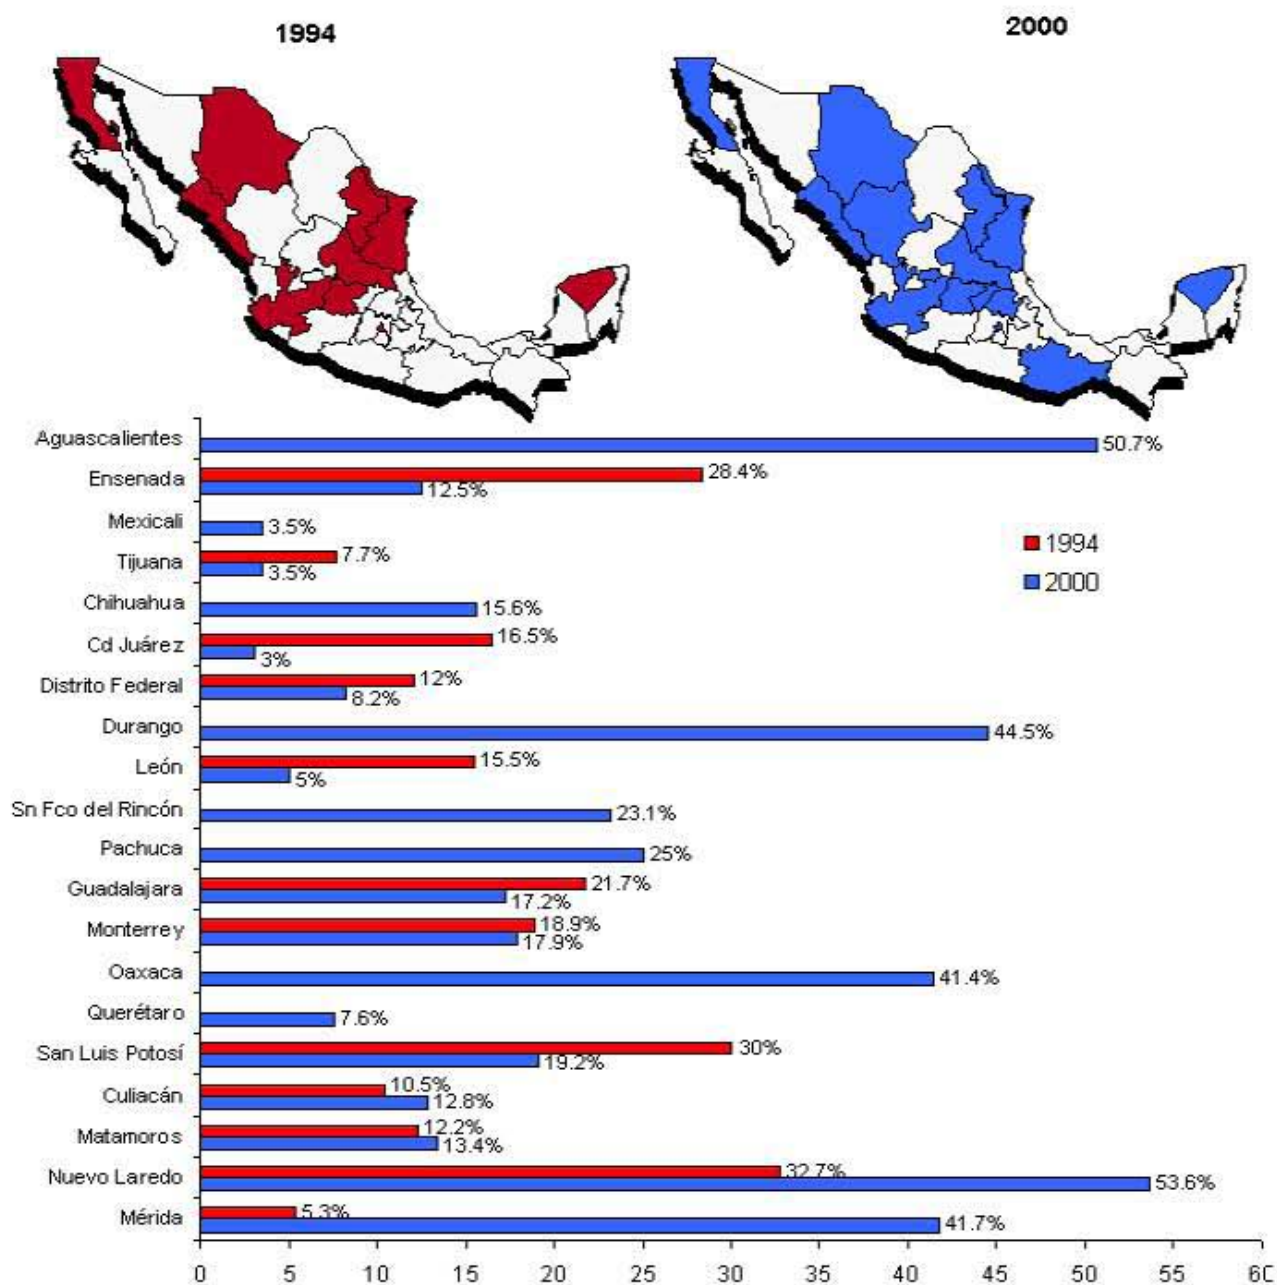 1994
2000
Aguascalientes 50.7%
Ensenada 28.4%
12.5%
Mexicali 3.5%
Tijuana 7.7%
3.5%
Chihuahua 15.6%
Cd Juárez 16.5%
3%
Distrito Federal 12%
8.2%
Durango 44.5%
León 15.5%
5%
Sn Fco del Rincón 23.1%
Pachuca 25%
Guadalajara 21.7%
17.2%
Monterrey 18.9%
17.9%
Oaxaca 41.4%
Querétaro 7.6%
San Luis Potosí 30%
19.2%
Culiacán 10.5%
12.8%
Matamoros 12.2%
13.4%
Nuevo Laredo 32.7%
53.6%
Mérida 5.3%
41.7%
1994
2000
0 5 10 15 20 25 30 35 40 45 50 55 60